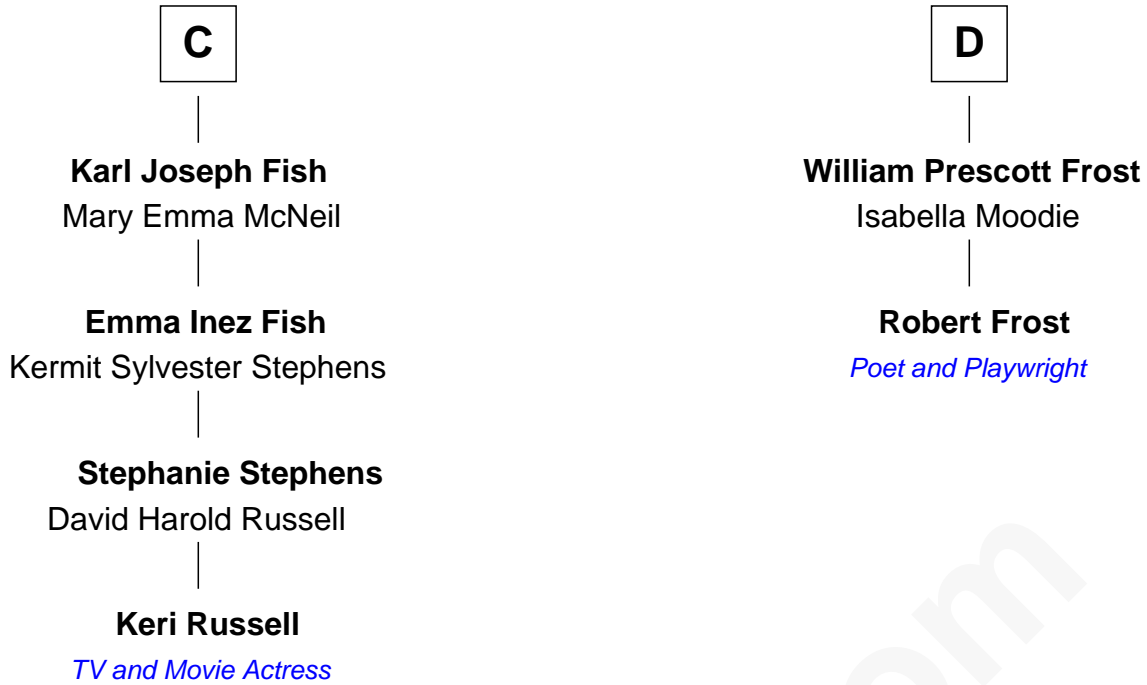 C
Karl Joseph Fish
Mary Emma McNeil
Emma Inez Fish
Kermit Sylvester Stephens
Stephanie Stephens
David Harold Russell
Keri Russell
TV and Movie Actress
D
William Prescott Frost
Isabella Moodie
Robert Frost
Poet and Playwright
om